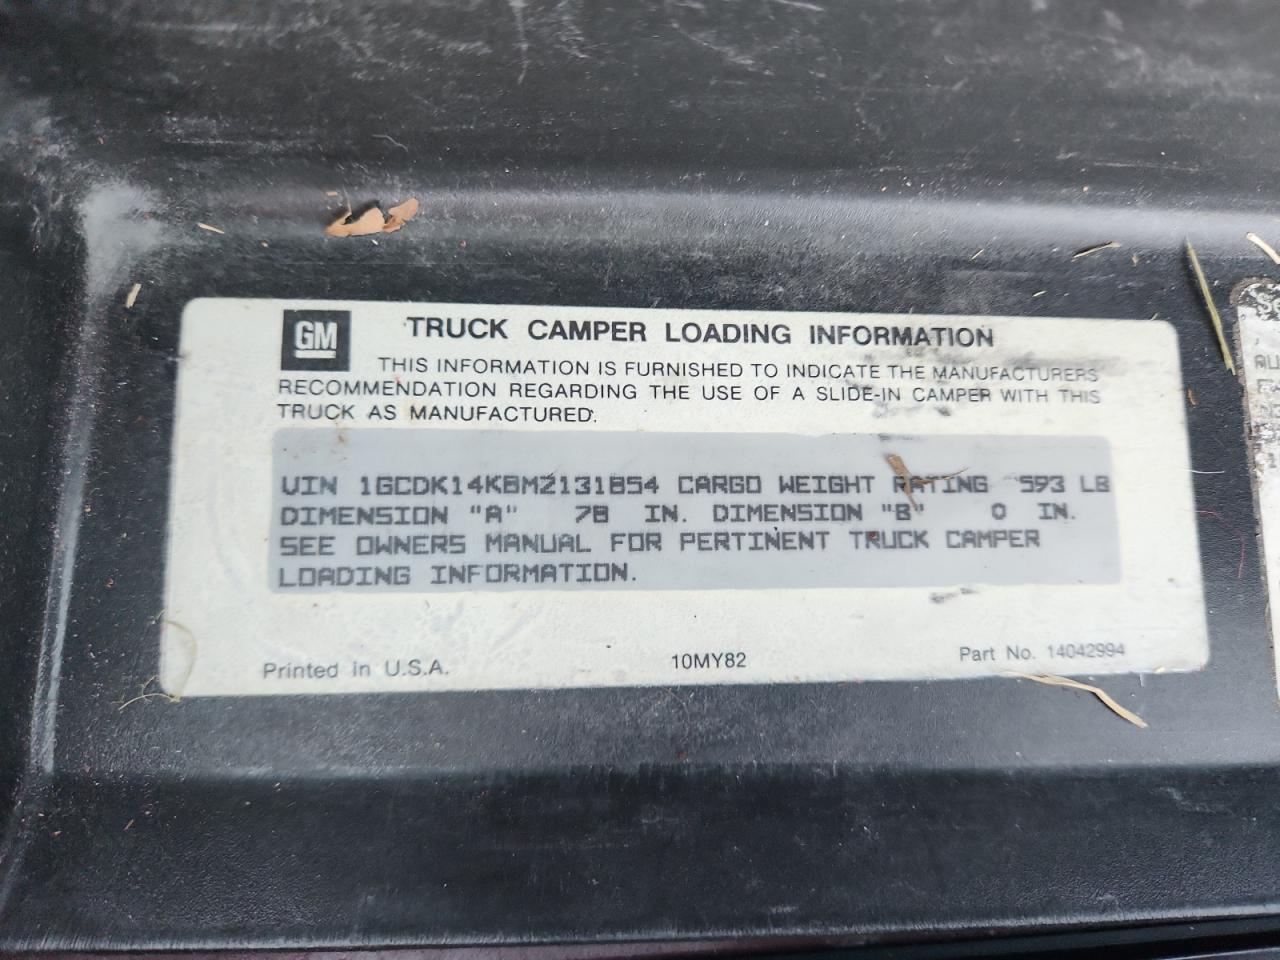 GM
TRUCK CAMPER LOADING INFORMATION
THIS INFORMATION IS FURNISHED TO INDICATE THE MANUFACTURERS
RECOMMENDATION REGARDING THE USE OF A SLIDE-IN CAMPER WITH THIS
TRUCK AS MANUFACTURED.
VIN 1GCDK14K8MZ131854 CARGO WEIGHT RATING 593 LB
DIMENSION "A" 78 IN. DIMENSION "B" 0 IN.
SEE OWNERS MANUAL FOR PERTINENT TRUCK CAMPER
LOADING INFORMATION.
Printed in U.S.A. 10MY82 Part No. 14042994